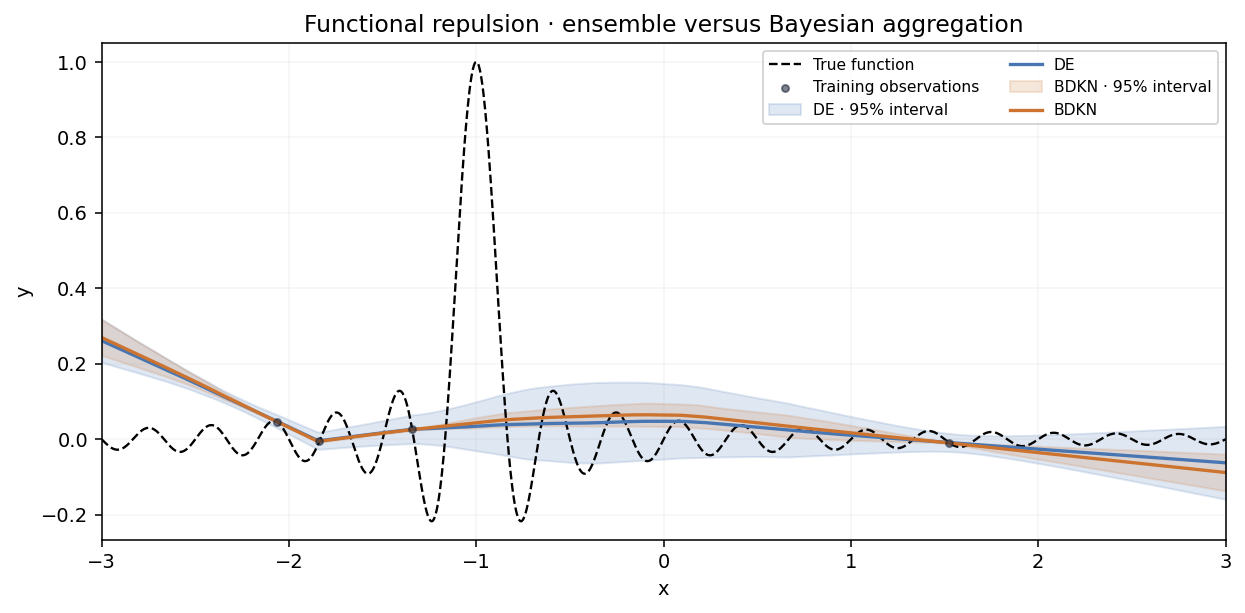 Functional repulsion · ensemble versus Bayesian aggregation
True function
Training observations
DE · 95% interval
DE
BDKN · 95% interval
BDKN
y
1.0
0.8
0.6
0.4
0.2
0.0
−0.2
−3
−2
−1
0
1
2
3
x